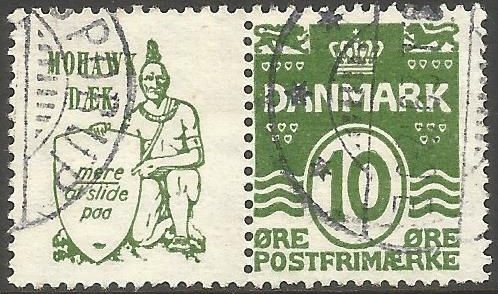 MOHAWK
DÆK
mere
at slide
paa
DANMARK
10
ØRE ØRE
POSTFRIMÆRKE